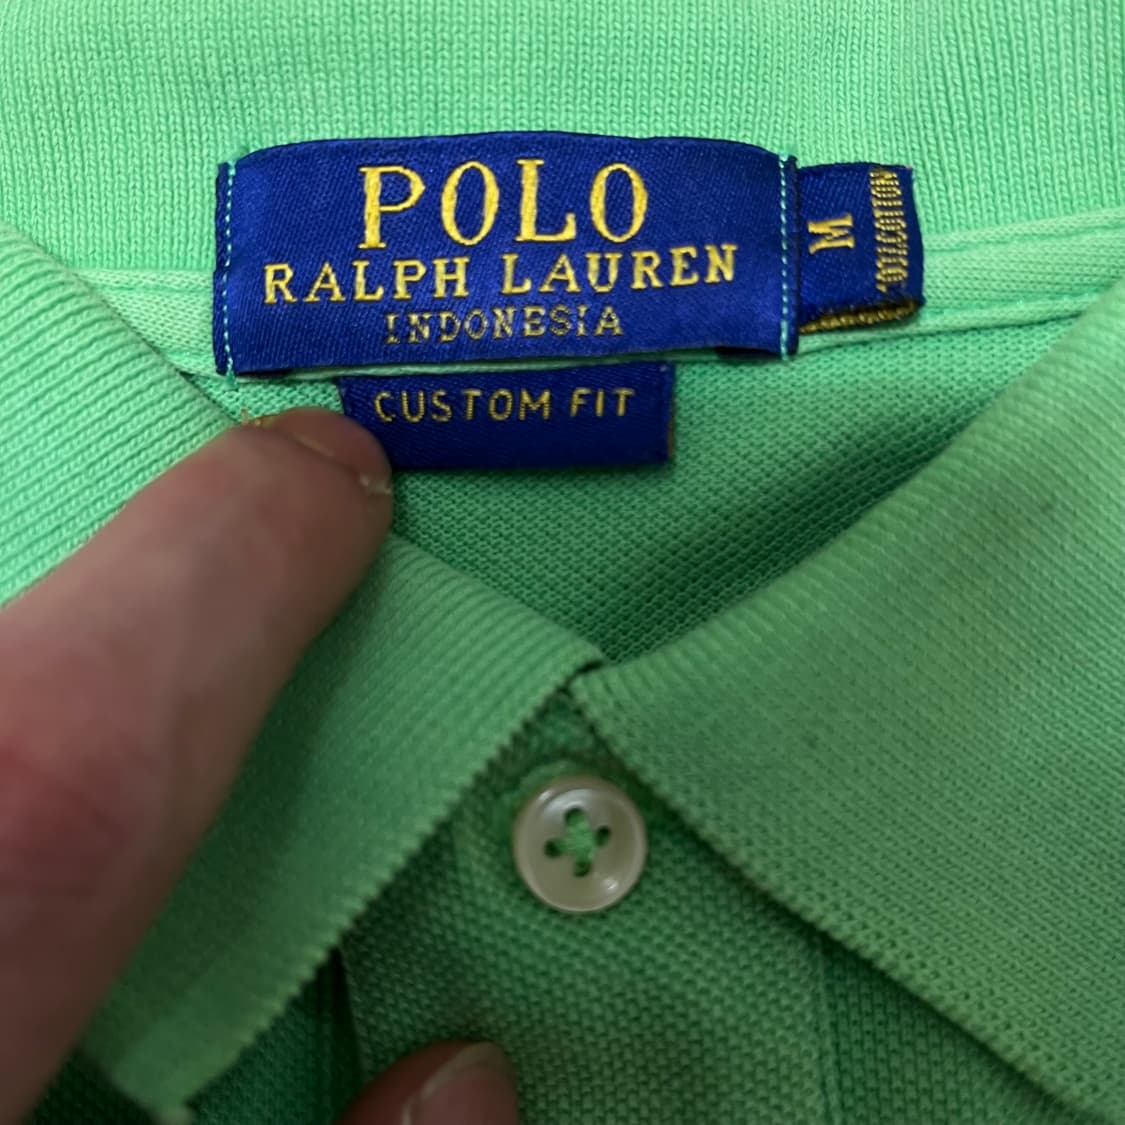 POLO
RALPH LAUREN
INDONESIA
CUSTOM FIT
M